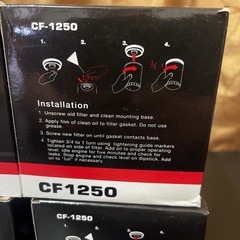 CF-1250
1.
2.
3.
4.
Installation
1. Unscrew old filter and clean mounting base.
2. Apply film of clean oil to filter gasket. Do not use
grease.
3. Screw new filter on until gasket contacts base.
4. Tighten 3/4 to 1 turn using tightening guide markers
located on side of filter. Add oil to proper operating
level. Idle engine for five minutes and check for
leaks. Stop engine and check level on dipstick. Add
oil to "full" if necessary.
CF1250
CF-1250